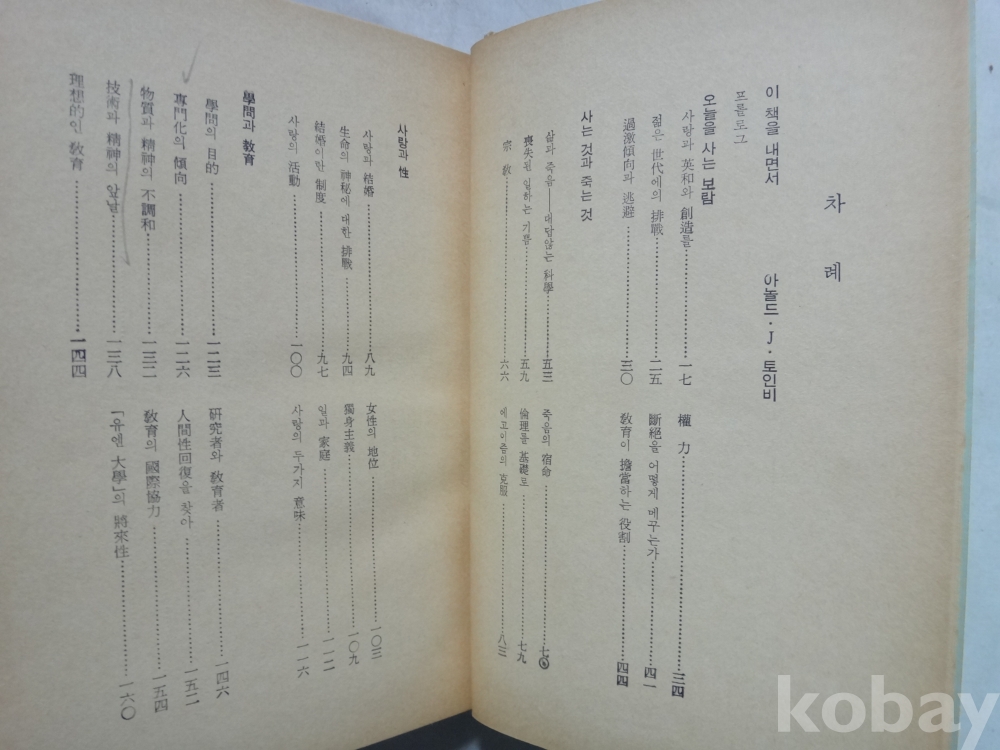 차 례
이 책을 내면서 아놀드·J·토인비
프롤로그
오늘을 사는 보람
사랑과 英和와 創造를 一七
젊은 世代에의 排戰 二五
過激傾向과 逃避 三〇
權力 三四
斷絕을 어떻게 메꾸는가 四一
敎育이 擔當하는 役割 四四
사는 것과 죽는 것
삶과 죽음——대답않는 科學 五三
喪失된 일하는 기쁨 五九
宗敎 六六
죽음의 宿命 七〇
倫理를 基礎로 七九
에고이즘의 克服 八三
사랑과 性
사랑과 結婚 八九
生命의 神秘에 대한 排戰 九四
結婚이란 制度 九七
사랑의 活動 一〇〇
女性의 地位 一〇三
獨身主義 一〇九
일과 家庭 一一二
사랑의 두가지 意味 一一六
學問과 敎育
學問의 目的 一二三
專門化의 傾向 一二六
物質과 精神의 不調和 一三二
技術과 精神의 앞날 一三八
理想的인 敎育 一四四
硏究者와 敎育者 一四六
人間性回復을 찾아 一五二
敎育의 國際協力 一五四
「유엔 大學」의 將來性 一六〇
kobay